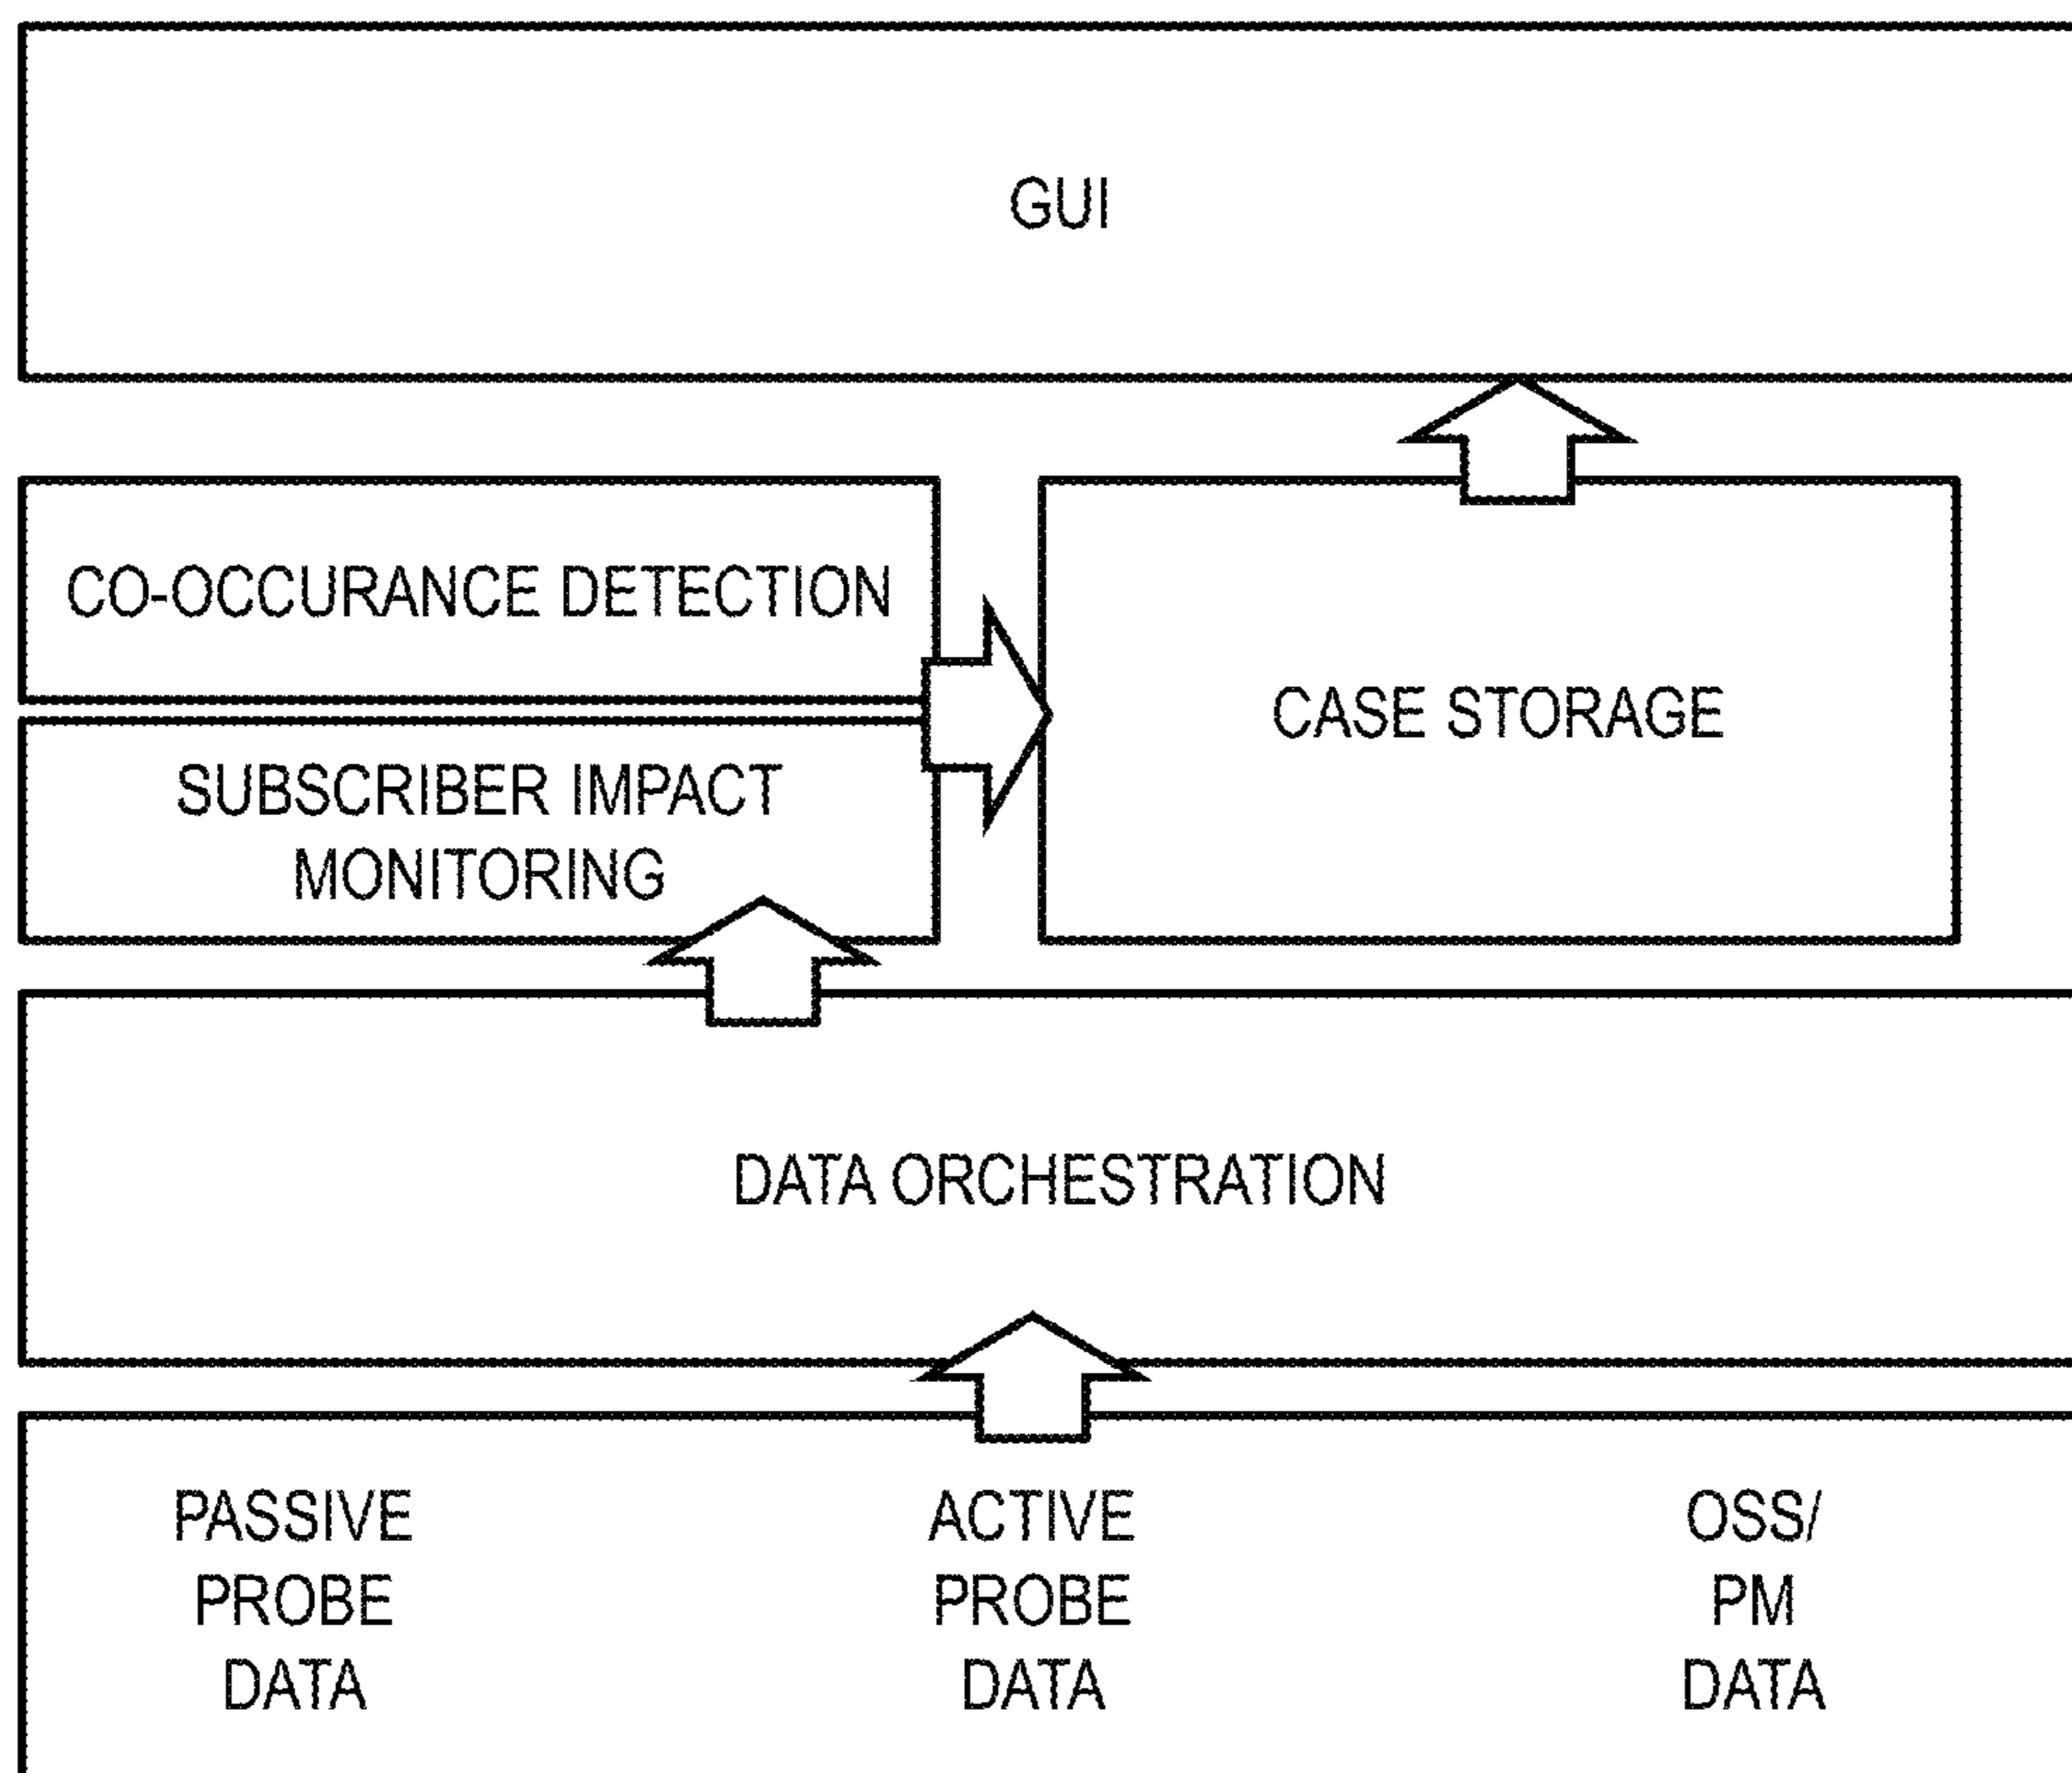 GUI
CO-OCCURANCE DETECTION
SUBSCRIBER IMPACT
MONITORING
CASE STORAGE
DATA ORCHESTRATION
PASSIVE
PROBE
DATA
ACTIVE
PROBE
DATA
OSS/
PM
DATA